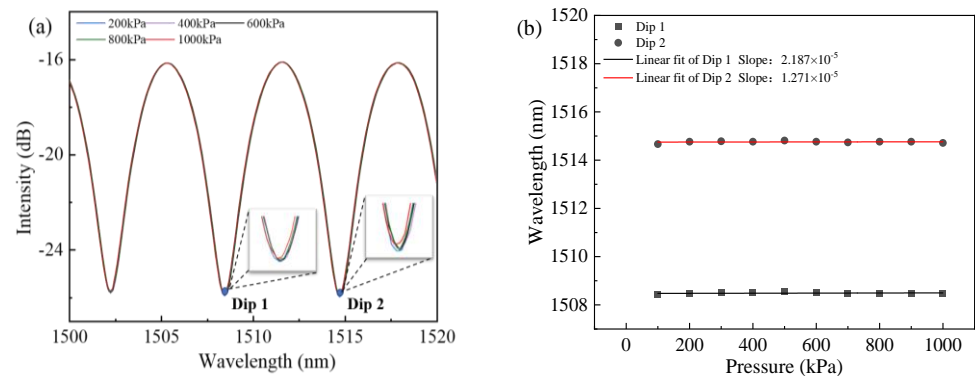 (a)
200kPa 400kPa 600kPa
800kPa 1000kPa
-16
-20
-24
Intensity (dB)
Dip 1
Dip 2
1500 1505 1510 1515 1520
Wavelength (nm)
(b)
1520
1518
1516
1514
1512
1510
1508
Wavelength (nm)
Dip 1
Dip 2
Linear fit of Dip 1 Slope：2.187×10⁻⁵
Linear fit of Dip 2 Slope：1.271×10⁻⁵
0 200 400 600 800 1000
Pressure (kPa)